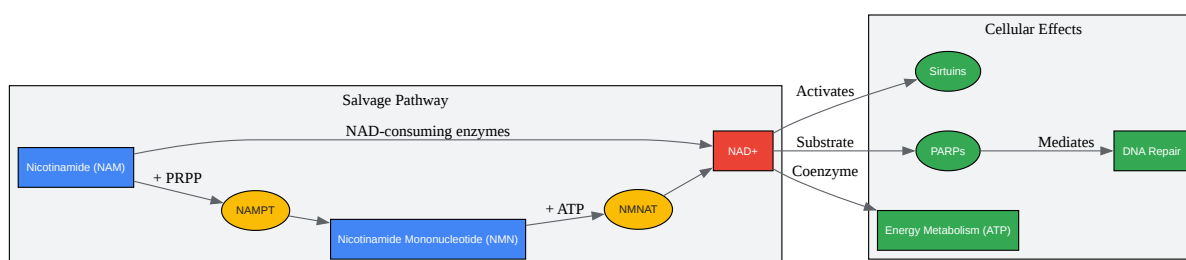 Cellular Effects
Sirtuins
Activates
Salvage Pathway
NAD-consuming enzymes
Nicotinamide (NAM)
NAD+
Substrate
PARPs
Mediates
DNA Repair
+ PRPP
Coenzyme
NAMPT
+ ATP
NMNAT
Nicotinamide Mononucleotide (NMN)
Energy Metabolism (ATP)